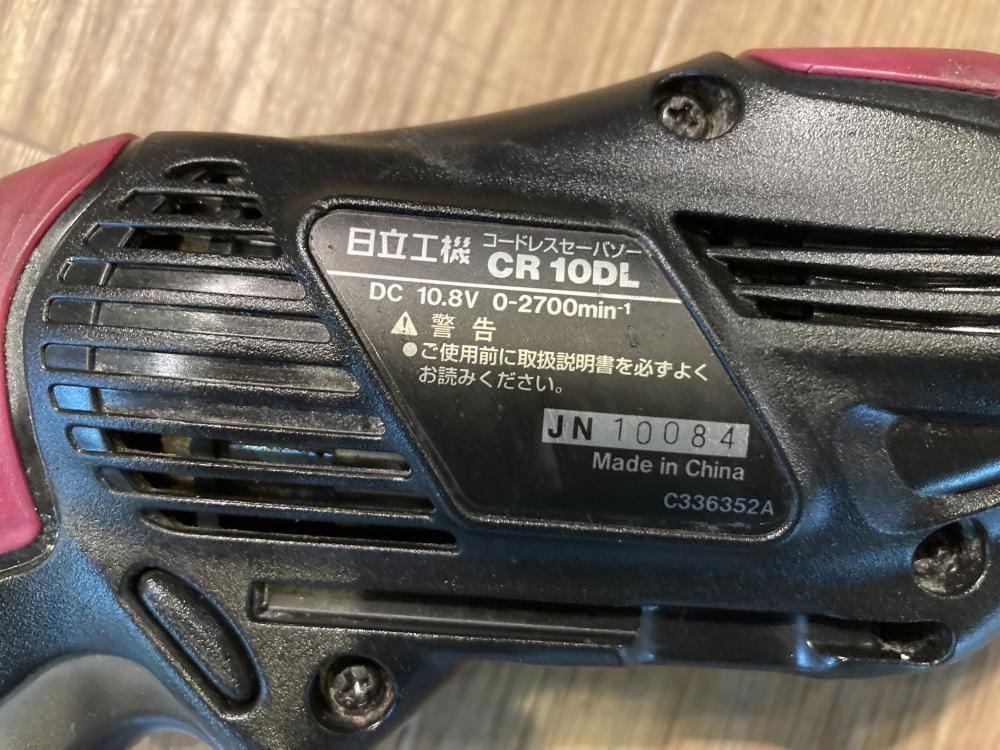 日立工機 コードレスセーバソー
CR 10DL
DC 10.8V 0-2700min⁻¹
警告
●ご使用前に取扱説明書を必ずよく
お読みください。
JN 10084
Made in China
C336352A